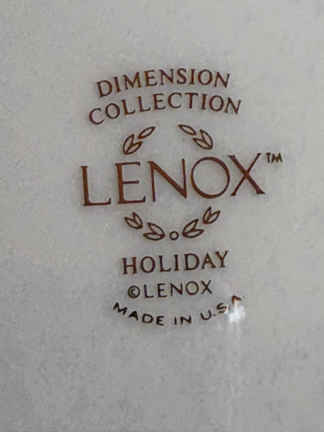 DIMENSION
COLLECTION
LENOX™
HOLIDAY
©LENOX
MADE IN U.S.A